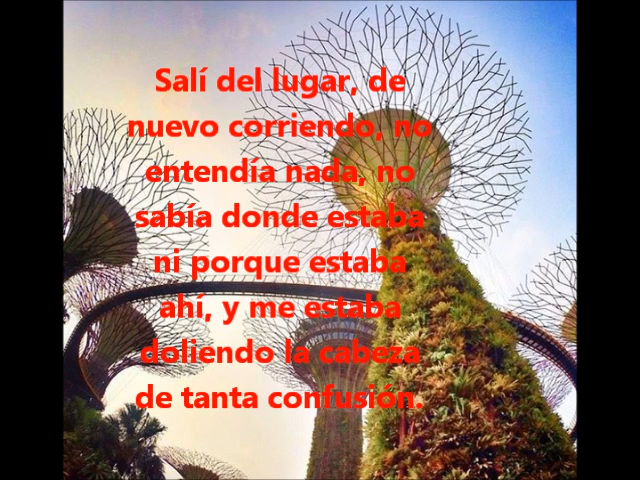 Salí del lugar, de
nuevo corriendo, no
entendía nada, no
sabía donde estaba
ni porque estaba
ahí, y me estaba
doliendo la cabeza
de tanta confusión.